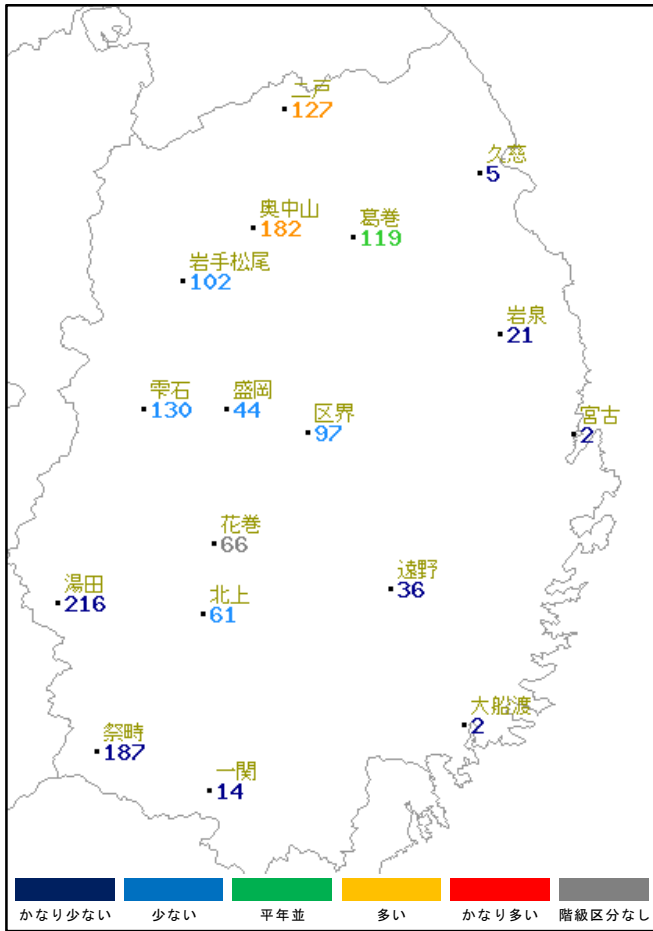 二戸
127
久慈
5
奥中山
182
葛巻
119
岩手松尾
102
岩泉
21
雫石
130
盛岡
44
区界
97
宮古
2
花巻
66
湯田
216
北上
61
遠野
36
大船渡
2
祭畤
187
一関
14
かなり少ない
少ない
平年並
多い
かなり多い
階級区分なし